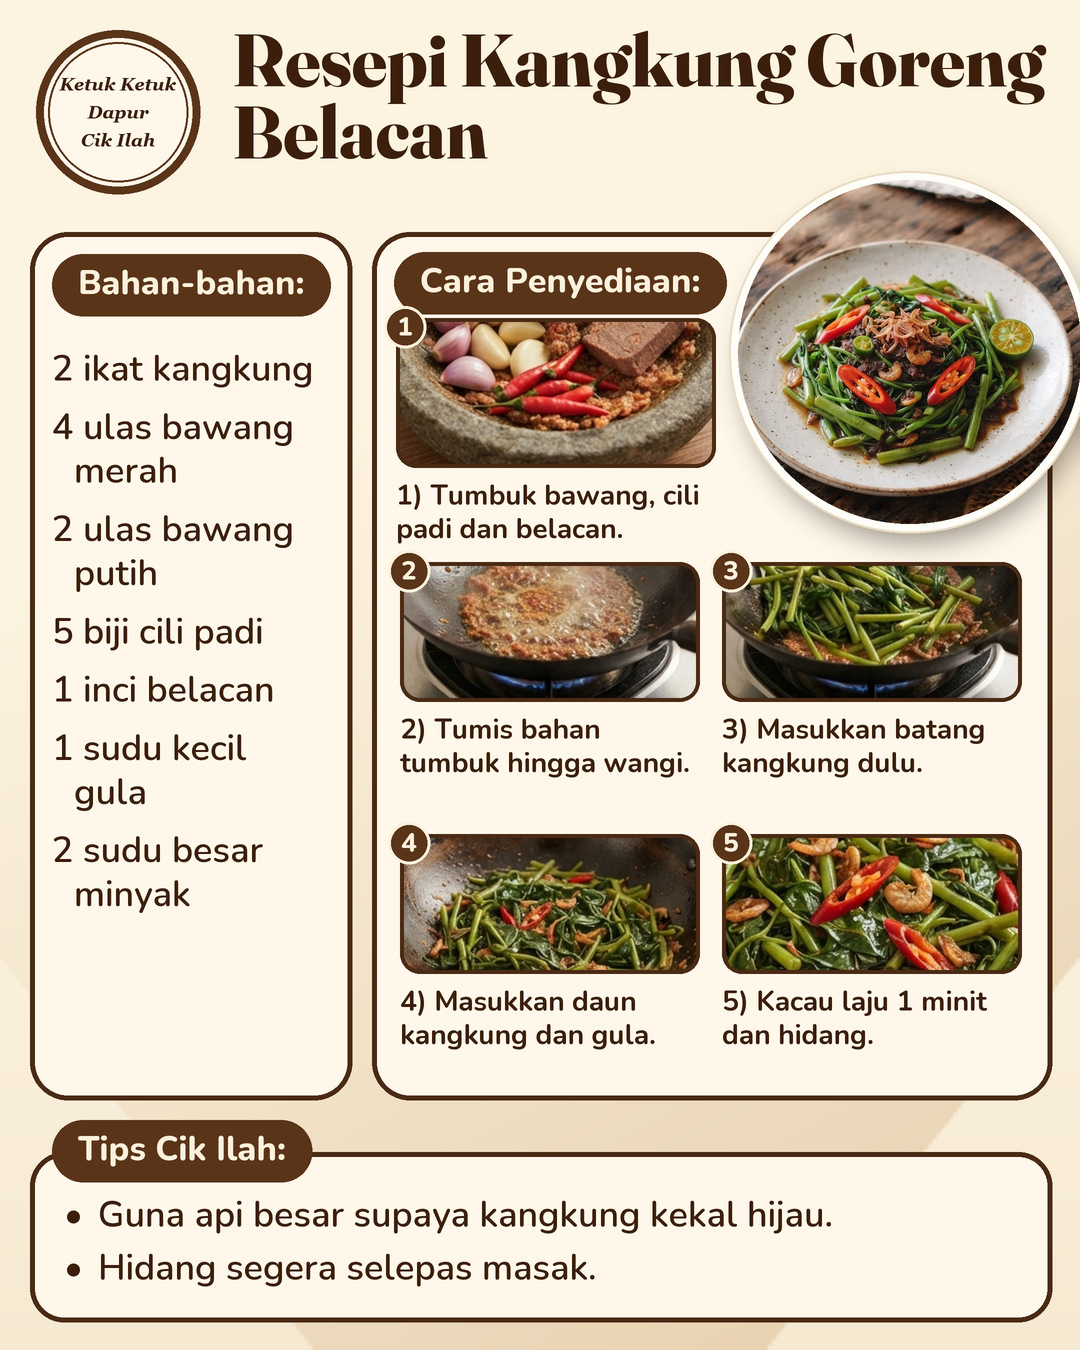 Ketuk Ketuk
Dapur
Cik Ilah
Resepi Kangkung Goreng
Belacan
Bahan-bahan:
2 ikat kangkung
4 ulas bawang
merah
2 ulas bawang
putih
5 biji cili padi
1 inci belacan
1 sudu kecil
gula
2 sudu besar
minyak
Cara Penyediaan:
1
1) Tumbuk bawang, cili
padi dan belacan.
2
2) Tumis bahan
tumbuk hingga wangi.
3
3) Masukkan batang
kangkung dulu.
4
4) Masukkan daun
kangkung dan gula.
5
5) Kacau laju 1 minit
dan hidang.
Tips Cik Ilah:
• Guna api besar supaya kangkung kekal hijau.
• Hidang segera selepas masak.